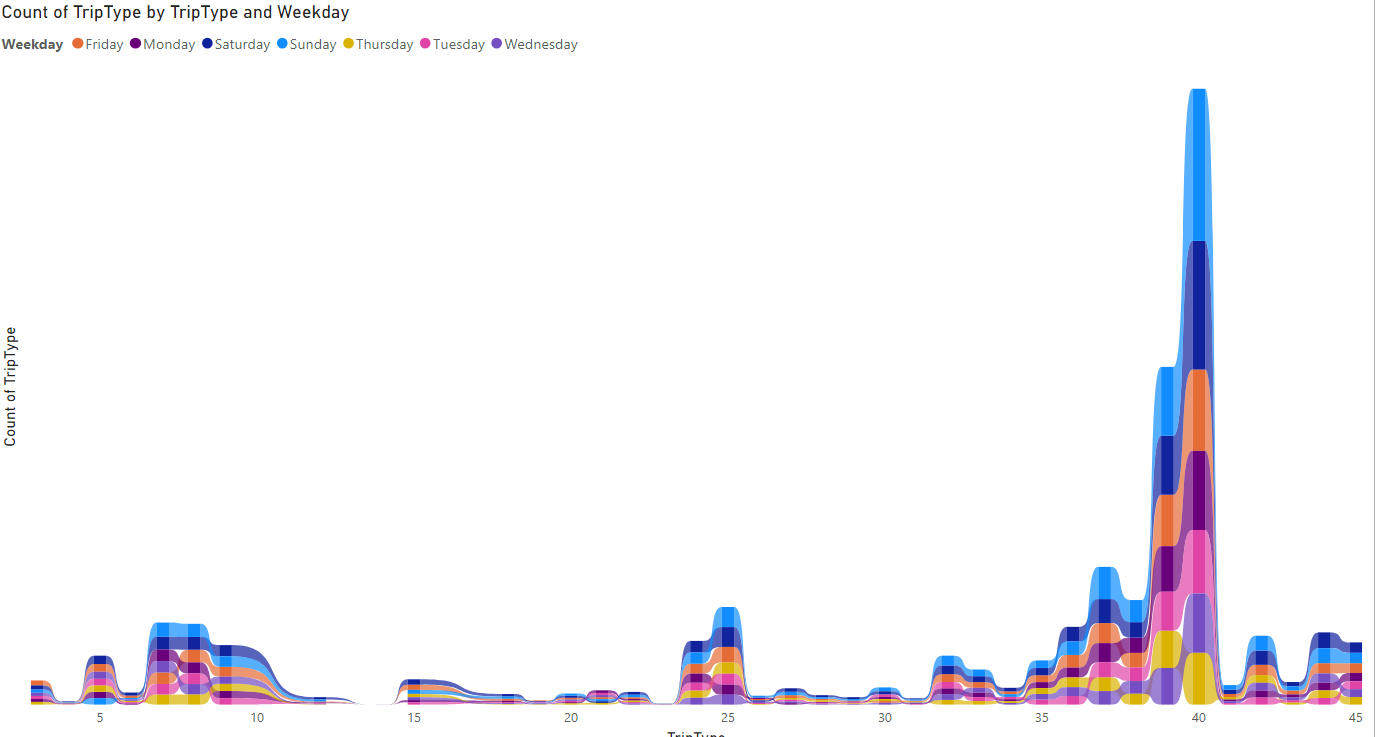 Count of TripType by TripType and Weekday
Weekday Friday Monday Saturday Sunday Thursday Tuesday Wednesday
Count of TripType
5 10 15 20 25 30 35 40 45
TripType